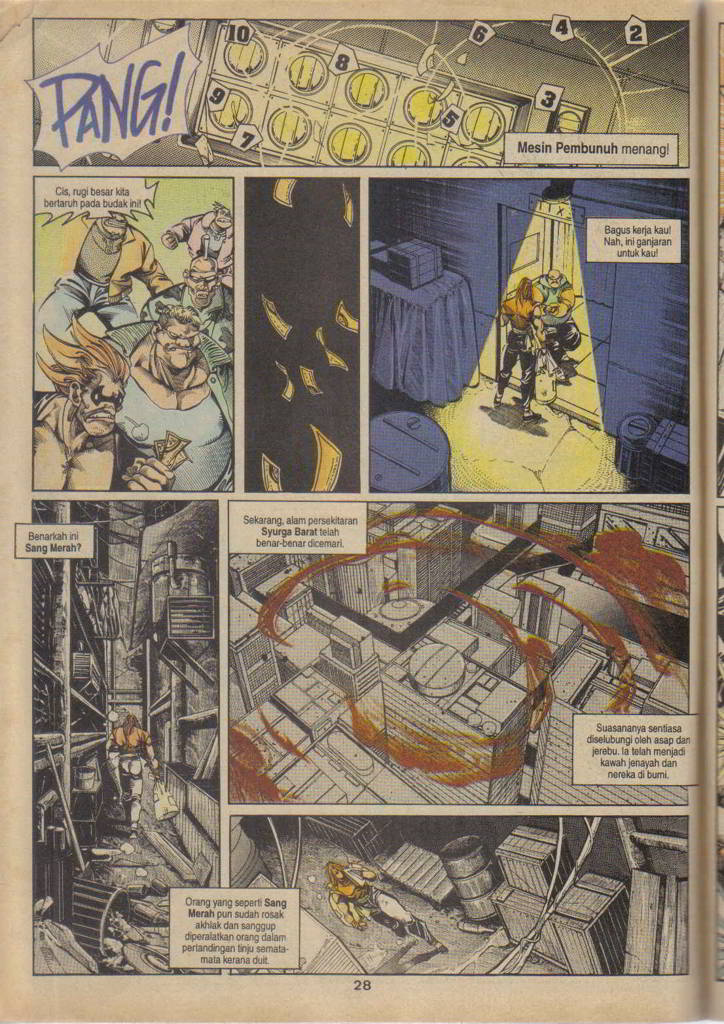 PANG!
10
8
6
4
2
9
7
5
3
Mesin Pembunuh menang!
Cis, rugi besar kita
bertaruh pada budak ini!
Bagus kerja kau!
Nah, ini ganjaran
untuk kau!
Benarkah ini
Sang Merah?
Sekarang, alam persekitaran
Syurga Barat telah
benar-benar dicemari.
Suasananya sentiasa
diselubungi oleh asap dan
jerebu. Ia telah menjadi
kawah jenayah dan
nereka di bumi.
Orang yang seperti Sang
Merah pun sudah rosak
akhlak dan sanggup
diperalatkan orang dalam
pertandingan tinju semata-
mata kerana duit.
28